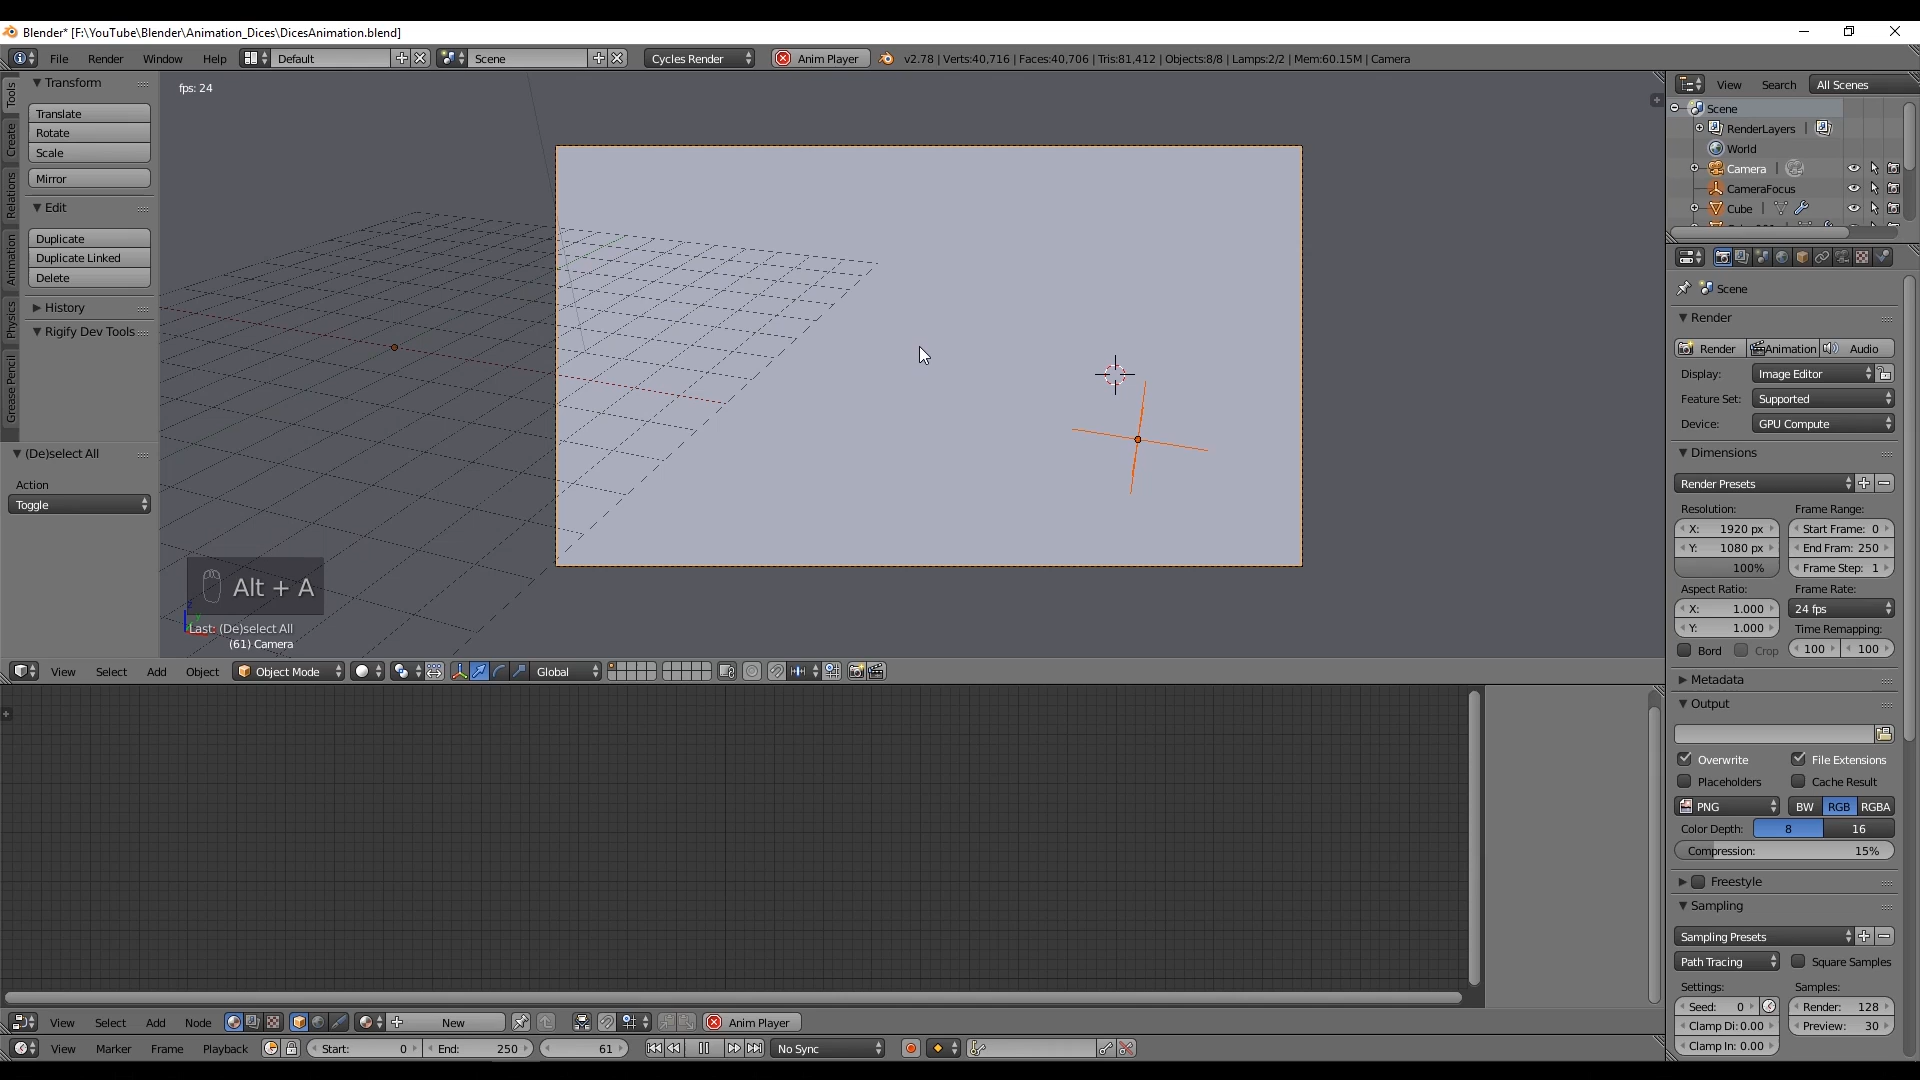 Blender* [F:\YouTube\Blender\Animation_Dices\DicesAnimation.blend]
File Render Window Help Default Scene Cycles Render Anim Player v2.78 | Verts:40,716 | Faces:40,706 | Tris:81,412 | Objects:8/8 | Lamps:2/2 | Mem:60.15M | Camera
Tools
Create
Relations
Animation
Physics
Grease Pencil
Transform
Translate
Rotate
Scale
Mirror
Edit
Duplicate
Duplicate Linked
Delete
History
Rigify Dev Tools
(De)select All
Action
Toggle
fps: 24
Alt + A
Last: (De)select All
(61) Camera
View Select Add Object Object Mode Global
View Select Add Node New Anim Player
View Marker Frame Playback Start: 0 End: 250 61 No Sync
View Search All Scenes
Scene
RenderLayers |
World
Camera |
CameraFocus
Cube |
Scene
Render
Render Animation Audio
Display: Image Editor
Feature Set: Supported
Device: GPU Compute
Dimensions
Render Presets
Resolution: Frame Range:
X: 1920 px Start Frame: 0
Y: 1080 px End Fram: 250
100% Frame Step: 1
Aspect Ratio: Frame Rate:
X: 1.000 24 fps
Y: 1.000 Time Remapping:
Bord Crop 100 100
Metadata
Output
Overwrite File Extensions
Placeholders Cache Result
PNG BW RGB RGBA
Color Depth: 8 16
Compression: 15%
Freestyle
Sampling
Sampling Presets
Path Tracing Square Samples
Settings: Samples:
Seed: 0 Render: 128
Clamp Di: 0.00 Preview: 30
Clamp In: 0.00